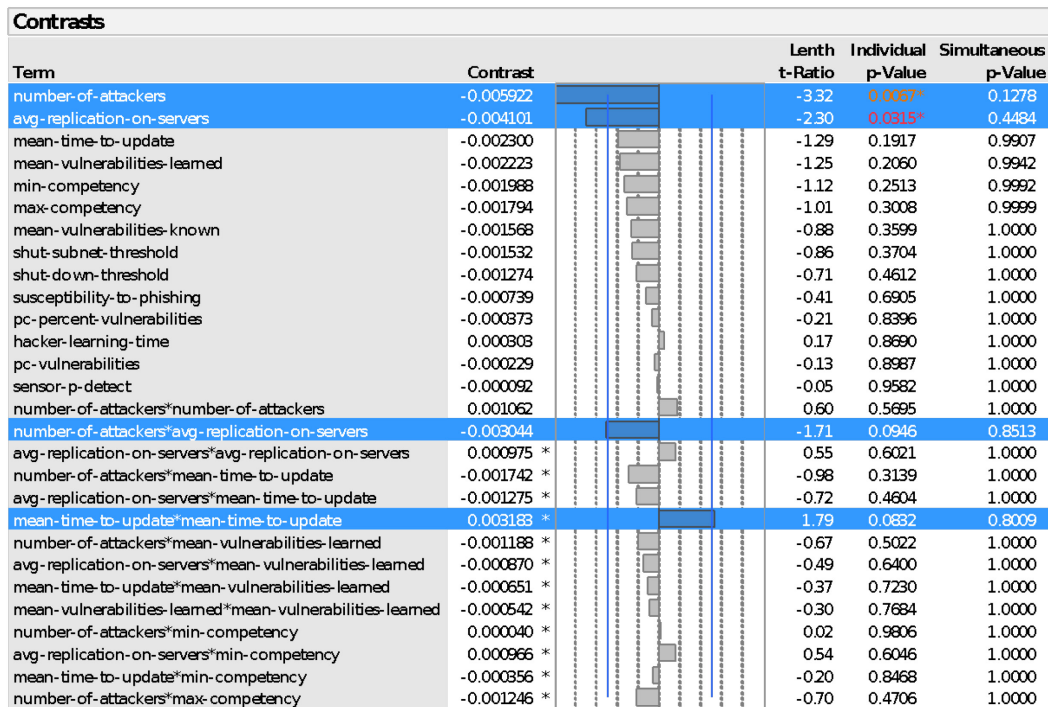 Contrasts
Lenth Individual Simultaneous
Term Contrast t-Ratio p-Value p-Value
number-of-attackers -0.005922 -3.32 0.0067* 0.1278
avg-replication-on-servers -0.004101 -2.30 0.0315* 0.4484
mean-time-to-update -0.002300 -1.29 0.1917 0.9907
mean-vulnerabilities-learned -0.002223 -1.25 0.2060 0.9942
min-competency -0.001988 -1.12 0.2513 0.9992
max-competency -0.001794 -1.01 0.3008 0.9999
mean-vulnerabilities-known -0.001568 -0.88 0.3599 1.0000
shut-subnet-threshold -0.001532 -0.86 0.3704 1.0000
shut-down-threshold -0.001274 -0.71 0.4612 1.0000
susceptibility-to-phishing -0.000739 -0.41 0.6905 1.0000
pc-percent-vulnerabilities -0.000373 -0.21 0.8396 1.0000
hacker-learning-time 0.000303 0.17 0.8690 1.0000
pc-vulnerabilities -0.000229 -0.13 0.8987 1.0000
sensor-p-detect -0.000092 -0.05 0.9582 1.0000
number-of-attackers*number-of-attackers 0.001062 0.60 0.5695 1.0000
number-of-attackers*avg-replication-on-servers -0.003044 -1.71 0.0946 0.8513
avg-replication-on-servers*avg-replication-on-servers 0.000975 * 0.55 0.6021 1.0000
number-of-attackers*mean-time-to-update -0.001742 * -0.98 0.3139 1.0000
avg-replication-on-servers*mean-time-to-update -0.001275 * -0.72 0.4604 1.0000
mean-time-to-update*mean-time-to-update 0.003183 * 1.79 0.0832 0.8009
number-of-attackers*mean-vulnerabilities-learned -0.001188 * -0.67 0.5022 1.0000
avg-replication-on-servers*mean-vulnerabilities-learned -0.000870 * -0.49 0.6400 1.0000
mean-time-to-update*mean-vulnerabilities-learned -0.000651 * -0.37 0.7230 1.0000
mean-vulnerabilities-learned*mean-vulnerabilities-learned -0.000542 * -0.30 0.7684 1.0000
number-of-attackers*min-competency 0.000040 * 0.02 0.9806 1.0000
avg-replication-on-servers*min-competency 0.000966 * 0.54 0.6046 1.0000
mean-time-to-update*min-competency -0.000356 * -0.20 0.8468 1.0000
number-of-attackers*max-competency -0.001246 * -0.70 0.4706 1.0000